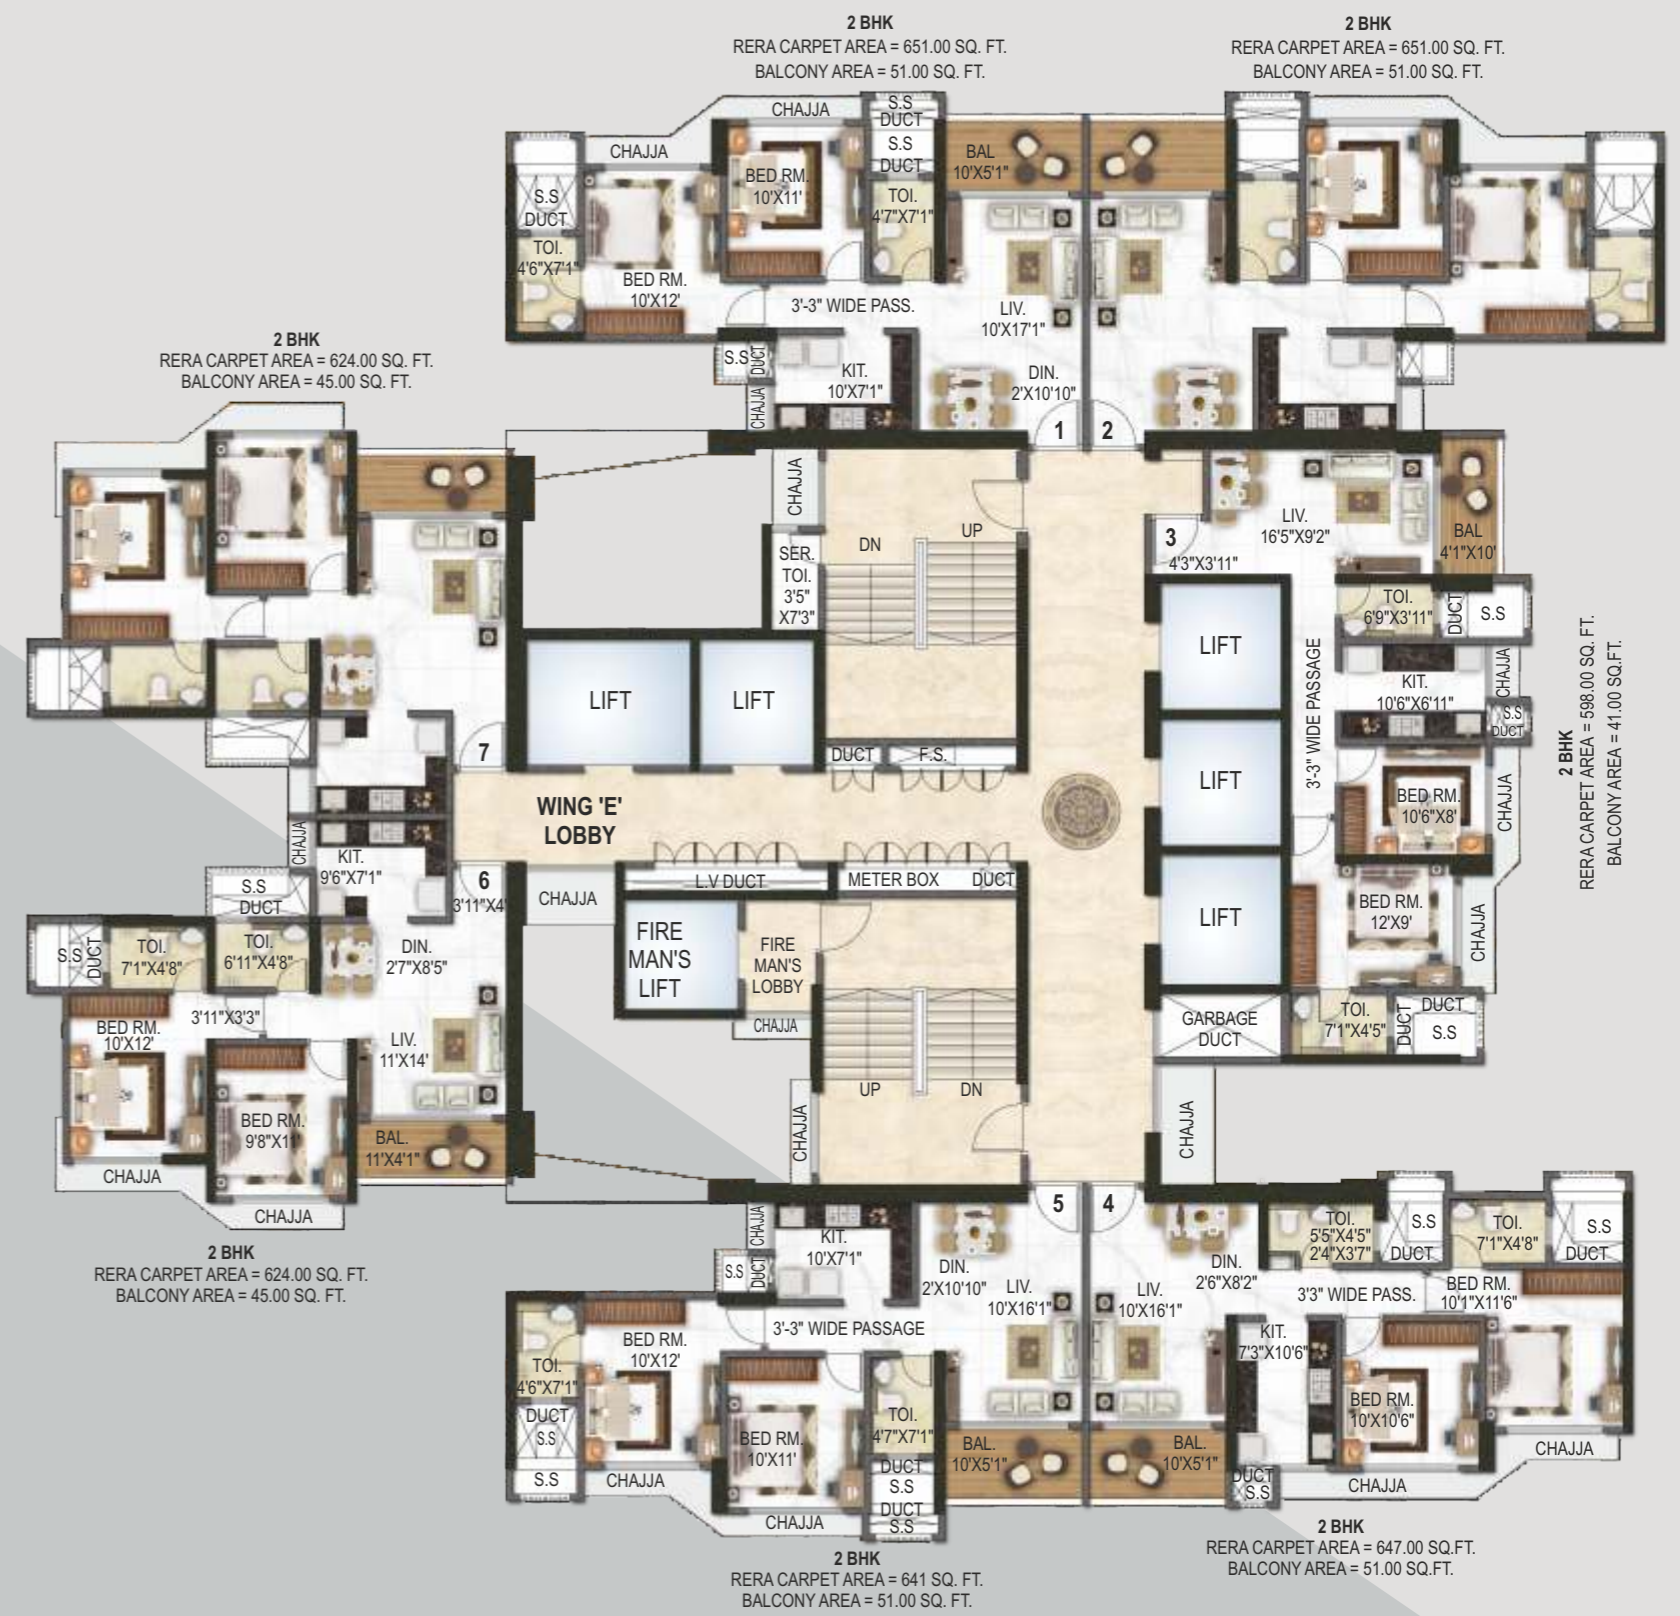 2 BHK
RERA CARPET AREA = 651.00 SQ. FT.
BALCONY AREA = 51.00 SQ. FT.
2 BHK
RERA CARPET AREA = 651.00 SQ. FT.
BALCONY AREA = 51.00 SQ. FT.
CHAJJA
CHAJJA
S.S
DUCT
S.S
DUCT
BAL
10'X5'1"
BED RM.
10'X11'
S.S
DUCT
TOI.
4'7"X7'1"
TOI.
4'6"X7'1"
BED RM.
10'X12'
3'-3" WIDE PASS.
LIV.
10'X17'1"
S.S
DUCT
CHAJJA
KIT.
10'X7'1"
DIN.
2'X10'10"
1
2
2 BHK
RERA CARPET AREA = 624.00 SQ. FT.
BALCONY AREA = 45.00 SQ. FT.
CHAJJA
SER.
TOI.
3'5"
X7'3"
DN
UP
3
4'3"X3'11"
LIV.
16'5"X9'2"
BAL
4'1"X10'
TOI.
6'9"X3'11"
DUCT
S.S
KIT.
10'6"X6'11"
CHAJJA
S.S
DUCT
3'-3" WIDE PASSAGE
BED RM.
10'6"X8'
CHAJJA
BED RM.
12'X9'
CHAJJA
TOI.
7'1"X4'5"
DUCT
DUCT
S.S
2 BHK
RERA CARPET AREA = 598.00 SQ. FT.
BALCONY AREA = 41.00 SQ.FT.
LIFT
LIFT
LIFT
LIFT
LIFT
GARBAGE
DUCT
CHAJJA
7
WING 'E'
LOBBY
DUCT
F.S.
L.V DUCT
METER BOX
DUCT
CHAJJA
FIRE
MAN'S
LIFT
FIRE
MAN'S
LOBBY
CHAJJA
UP
DN
CHAJJA
6
3'11"X4'
CHAJJA
KIT.
9'6"X7'1"
S.S
DUCT
S.S
DUCT
TOI.
7'1"X4'8"
TOI.
6'11"X4'8"
DIN.
2'7"X8'5"
3'11"X3'3"
BED RM.
10'X12'
LIV.
11'X14'
BED RM.
9'8"X11'
BAL.
11'X4'1"
CHAJJA
CHAJJA
2 BHK
RERA CARPET AREA = 624.00 SQ. FT.
BALCONY AREA = 45.00 SQ. FT.
5
4
CHAJJA
S.S
DUCT
KIT.
10'X7'1"
DIN.
2'X10'10"
LIV.
10'X16'1"
3'-3" WIDE PASSAGE
BED RM.
10'X12'
TOI.
4'6"X7'1"
DUCT
S.S
S.S
BED RM.
10'X11'
TOI.
4'7"X7'1"
DUCT
S.S
DUCT
S.S
BAL.
10'X5'1"
CHAJJA
CHAJJA
2 BHK
RERA CARPET AREA = 641 SQ. FT.
BALCONY AREA = 51.00 SQ. FT.
LIV.
10'X16'1"
DIN.
2'6"X8'2"
TOI.
5'5"X4'5"
2'4"X3'7"
S.S
DUCT
TOI.
7'1"X4'8"
S.S
DUCT
3'3" WIDE PASS.
BED RM.
10'1"X11'6"
KIT.
7'3"X10'6"
BED RM.
10'X10'6"
BAL.
10'X5'1"
DUCT
S.S
CHAJJA
CHAJJA
2 BHK
RERA CARPET AREA = 647.00 SQ.FT.
BALCONY AREA = 51.00 SQ.FT.